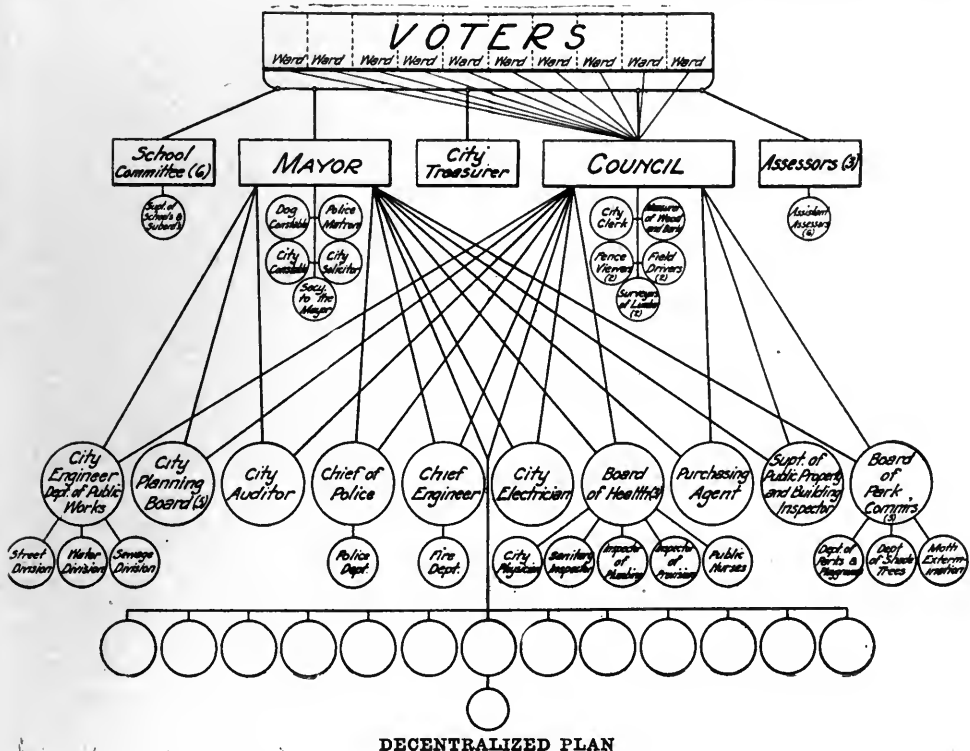 VOTERS
Ward Ward Ward Ward Ward Ward Ward Ward Ward Ward
School
Committee (6)
MAYOR
City
Treasurer
COUNCIL
Assessors (3)
Supt. of
Schools &
Subord's
Dog
Constable
Police
Matron
City
Constable
City
Solicitor
Secy.
to The
Mayor
City
Clerk
Measurer
of Wood
and Bark
Fence
Viewers
(2)
Field
Drivers
(2)
Surveyors
of Lumber
(2)
Assistant
Assessors
(6)
City
Engineer
Dept. of Public
Works
City
Planning
Board (5)
City
Auditor
Chief of
Police
Chief
Engineer
City
Electrician
Board
of Health (3)
Purchasing
Agent
Supt. of
Public Property
and Building
Inspector
Board
of Park
Commrs.
(5)
Street
Division
Water
Division
Sewage
Division
Police
Dept.
Fire
Dept.
City
Physician
Sanitary
Inspector
Inspector
of Plumbing
Inspector
of Provision
Public
Nurses
Dept. of
Parks &
Playgrounds
Dept
of Shade
Trees
Moth
Exterm-
ination
DECENTRALIZED PLAN